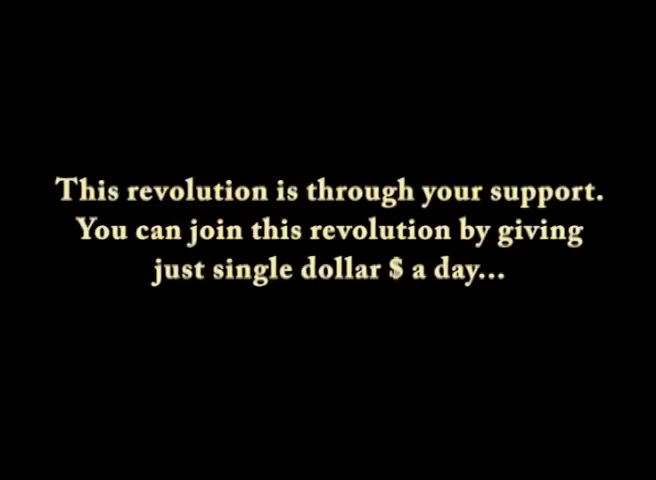 This revolution is through your support.
You can join this revolution by giving
just single dollar $ a day...